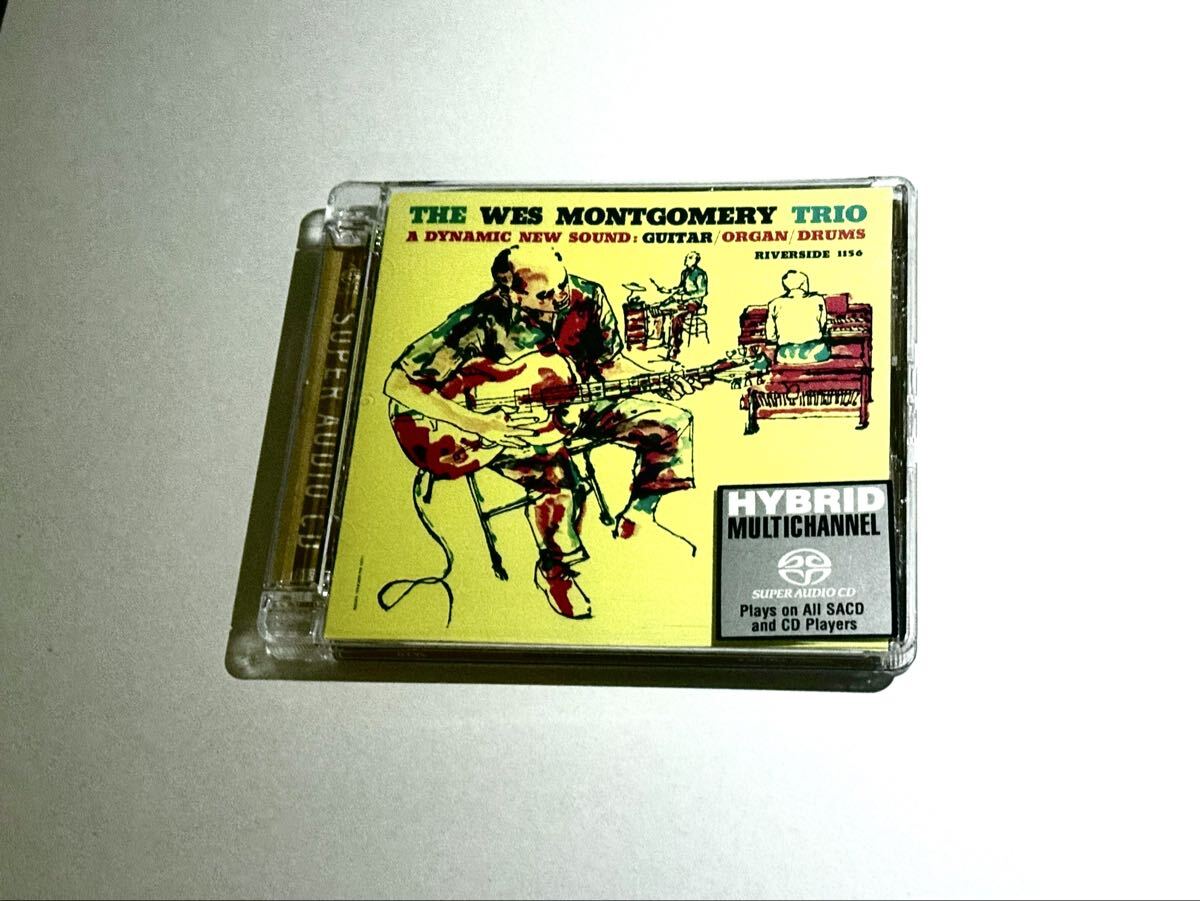 THE WES MONTGOMERY TRIO
A DYNAMIC NEW SOUND: GUITAR/ORGAN/DRUMS
RIVERSIDE 1156
SUPER AUDIO CD
HYBRID
MULTICHANNEL
SUPER AUDIO CD
Plays on All SACD
and CD Players